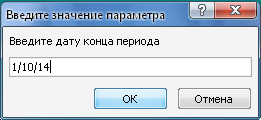 Введите значение параметра
Введите дату конца периода
1/10/14
ОК
Отмена